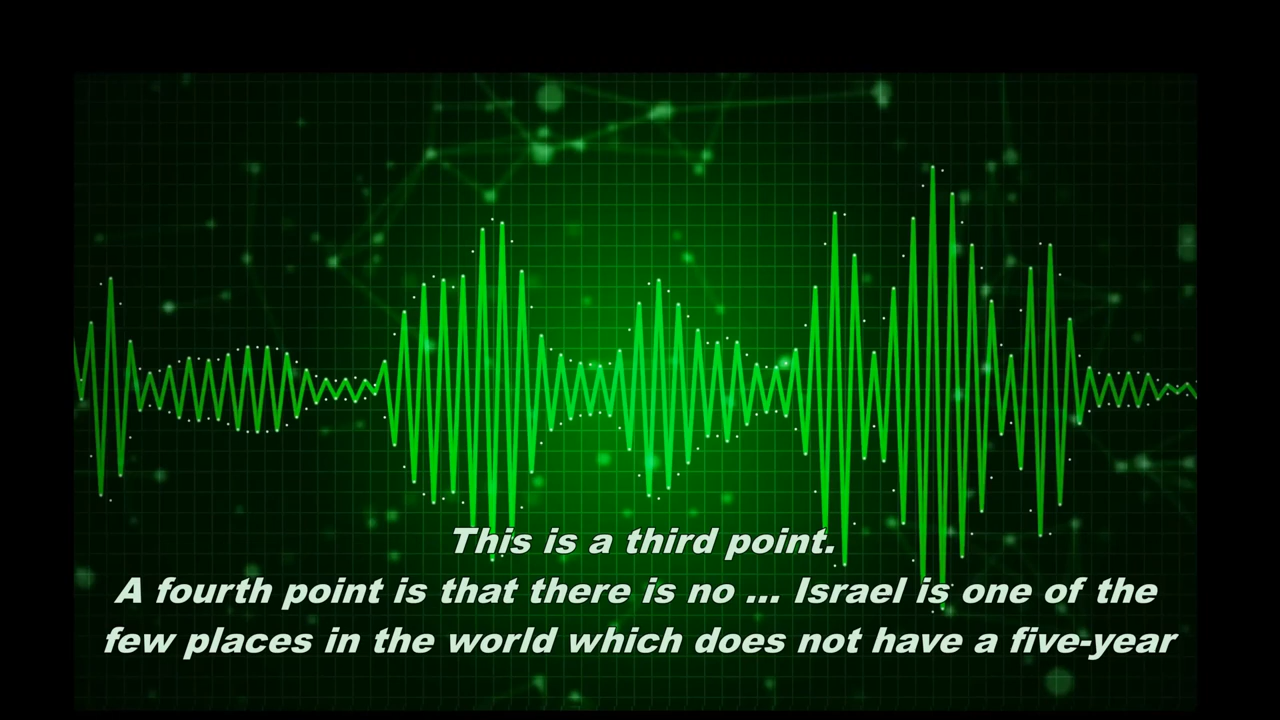 This is a third point.
A fourth point is that there is no ... Israel is one of the
few places in the world which does not have a five-year